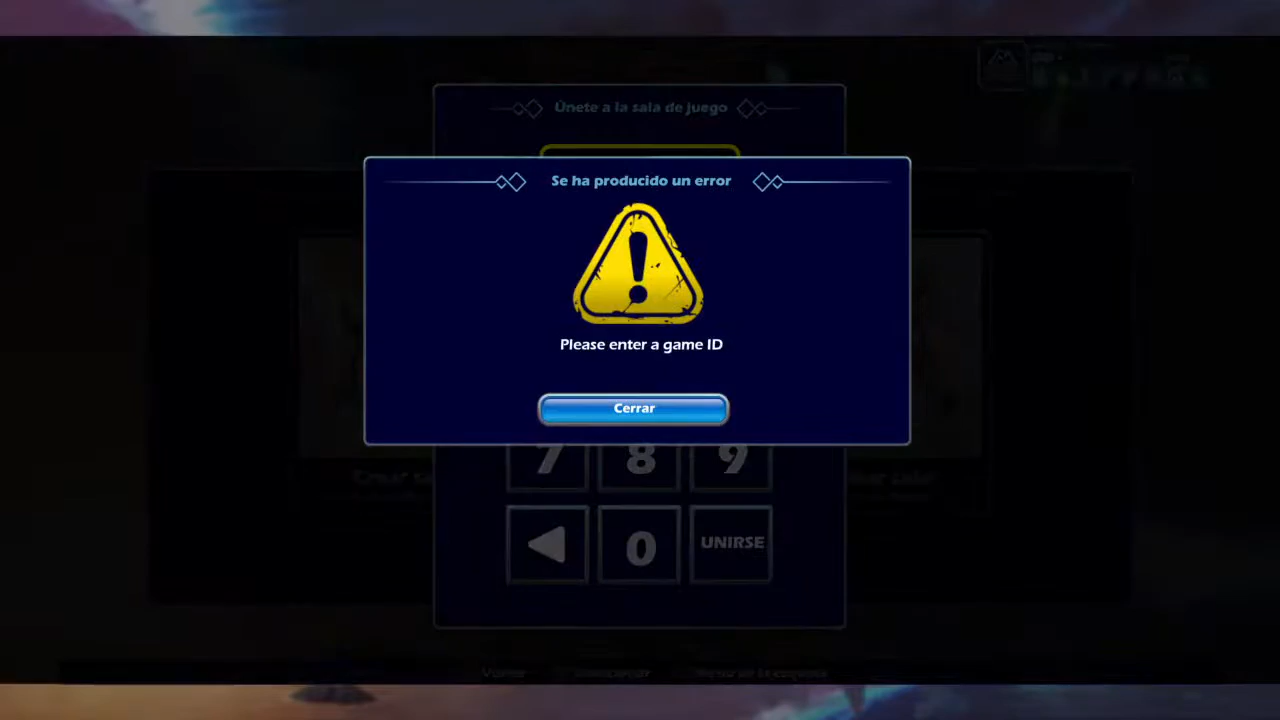 Únete a la sala de juego
Se ha producido un error
Please enter a game ID
Cerrar
7 8 9
0 UNIRSE